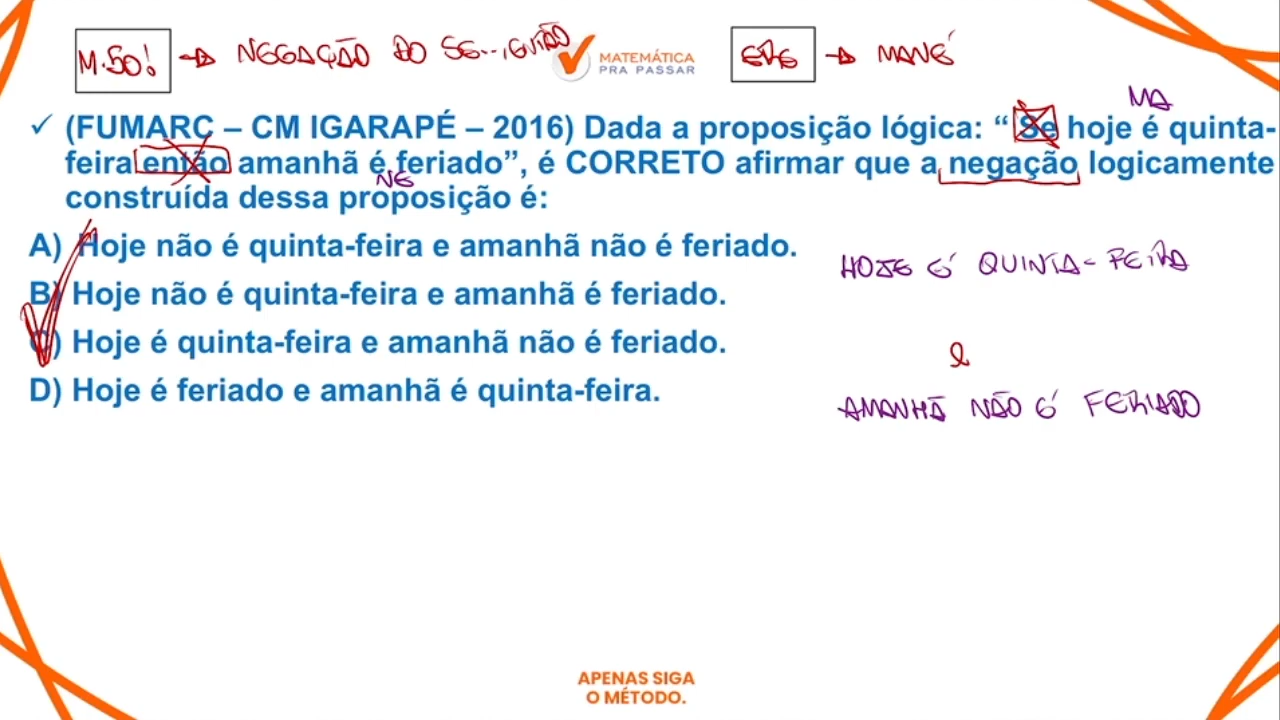 M.50! → NEGAÇÃO DO SE...,ENTÃO
MATEMÁTICA
PRA PASSAR
→ MANÉ
MA
✓ (FUMARC – CM IGARAPÉ – 2016) Dada a proposição lógica: “ Se hoje é quinta-
feira então amanhã é feriado”, é CORRETO afirmar que a negação logicamente
NE
construída dessa proposição é:
A) Hoje não é quinta-feira e amanhã não é feriado.
B) Hoje não é quinta-feira e amanhã é feriado.
C) Hoje é quinta-feira e amanhã não é feriado.
D) Hoje é feriado e amanhã é quinta-feira.
HOJE É QUINTA-FEIRA
e
AMANHÃ NÃO É FERIADO
APENAS SIGA
O MÉTODO.